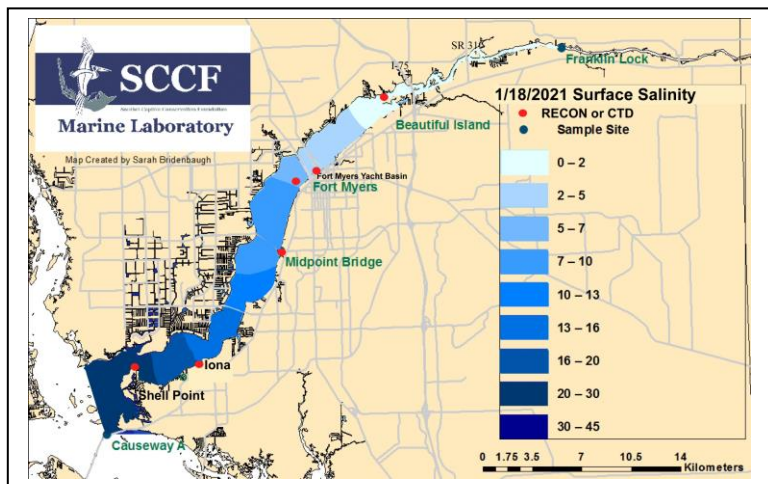 SCCF
Marine Laboratory
Map Created by Sarah Bridenbaugh
I-75
SR 31
Franklin Lock
1/18/2021 Surface Salinity
RECON or CTD
Sample Site
Beautiful Island
0 – 2
Fort Myers Yacht Basin
Fort Myers
2 – 5
5 – 7
7 – 10
Midpoint Bridge
10 – 13
13 – 16
16 – 20
Iona
20 – 30
Shell Point
30 – 45
Causeway A
0 1.75 3.5 7 10.5 14
Kilometers